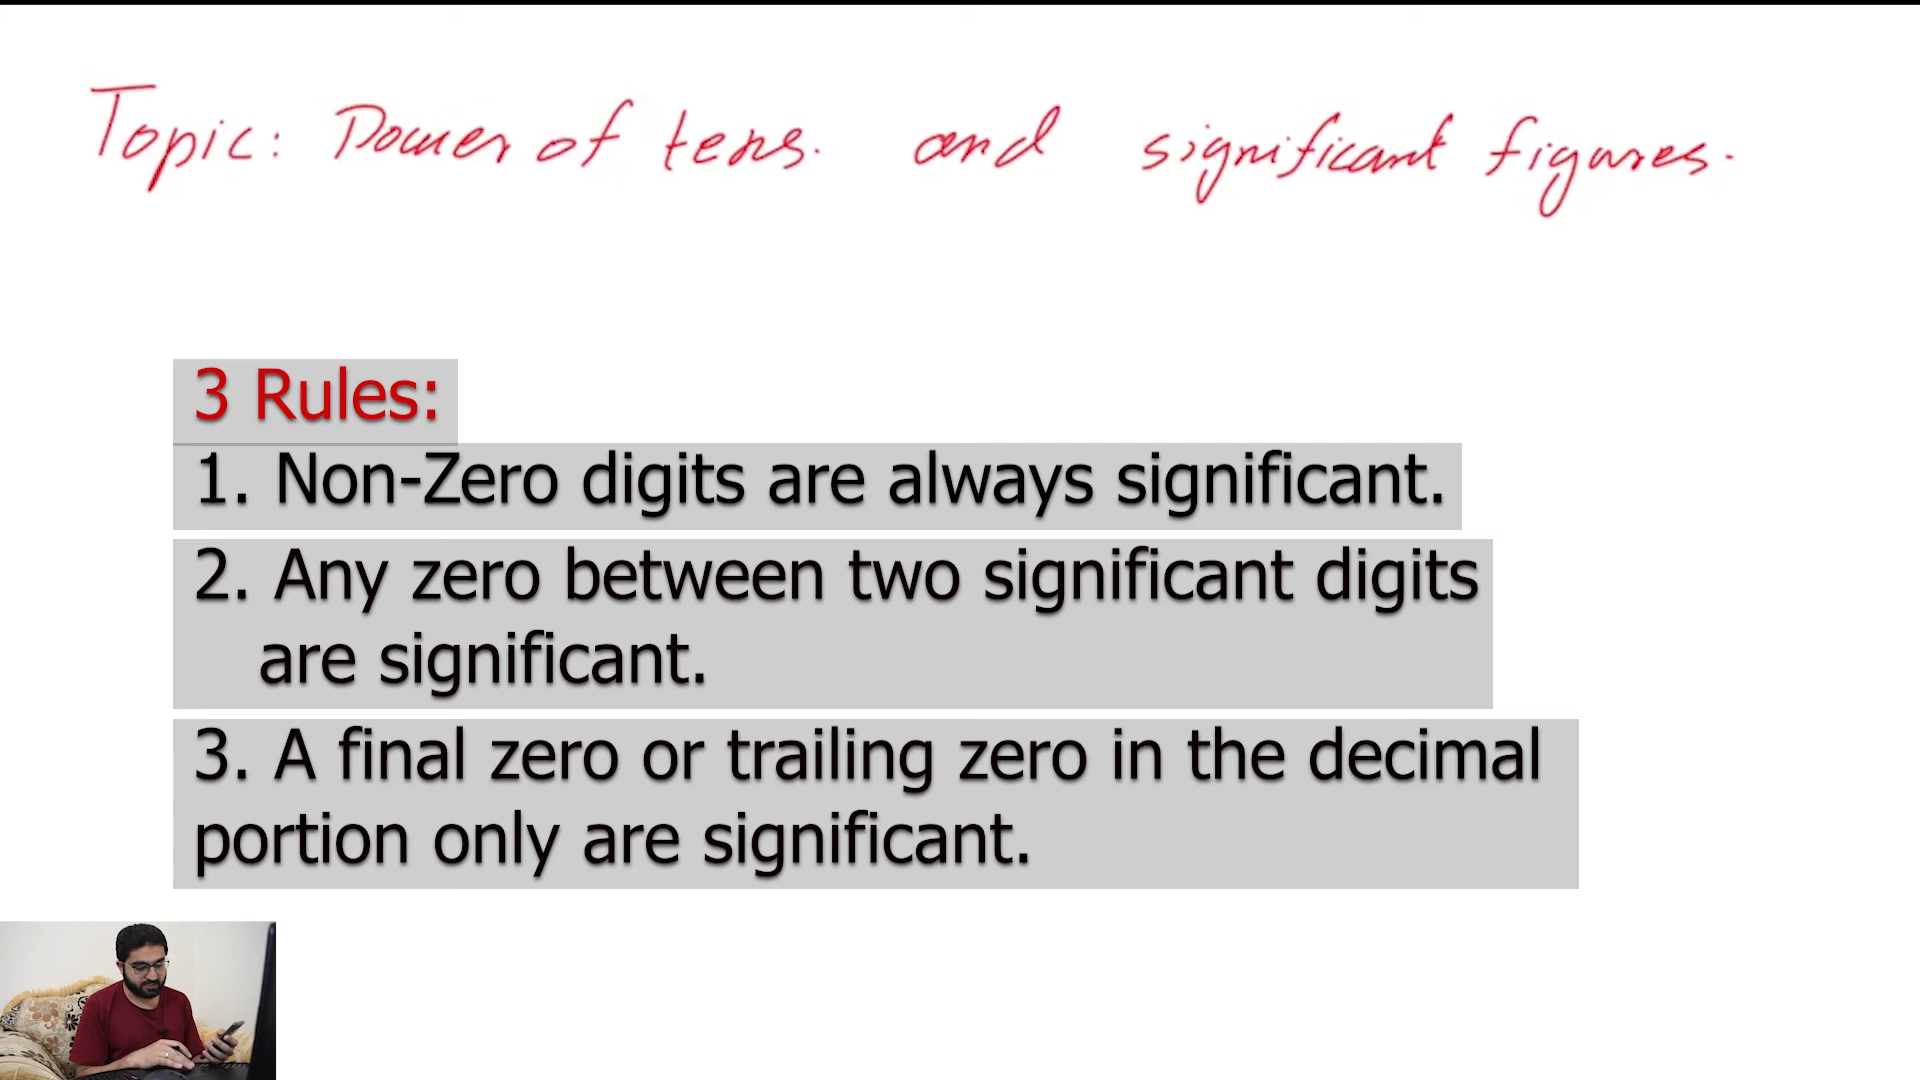 Topic: Power of tens. and significant figures.
3 Rules:
1. Non-Zero digits are always significant.
2. Any zero between two significant digits
are significant.
3. A final zero or trailing zero in the decimal
portion only are significant.